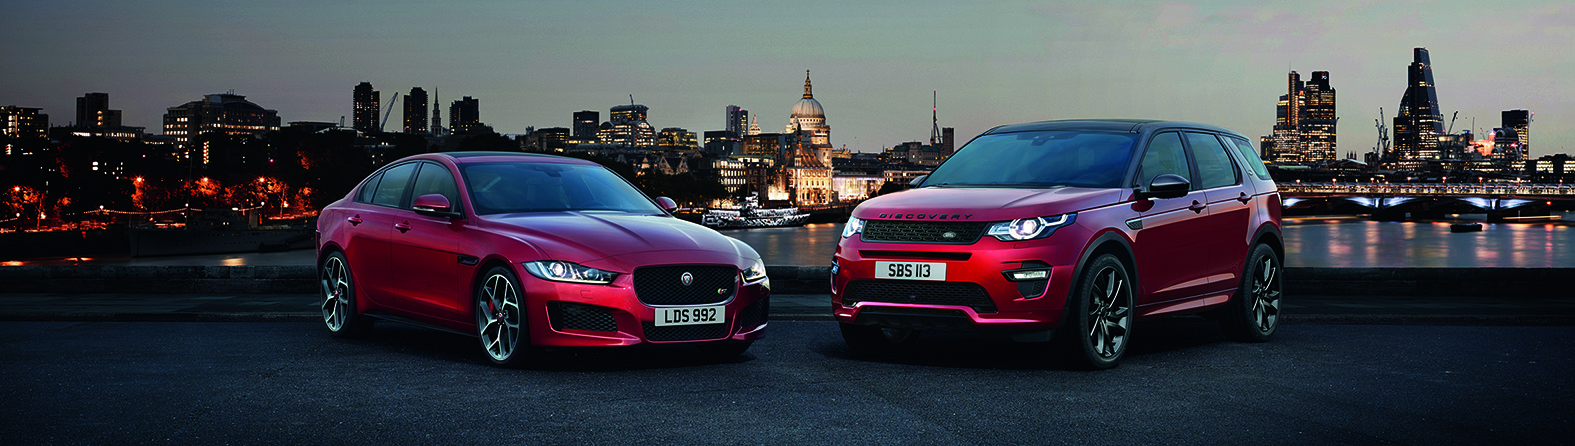 LDS 992
DISCOVERY
SBS 113